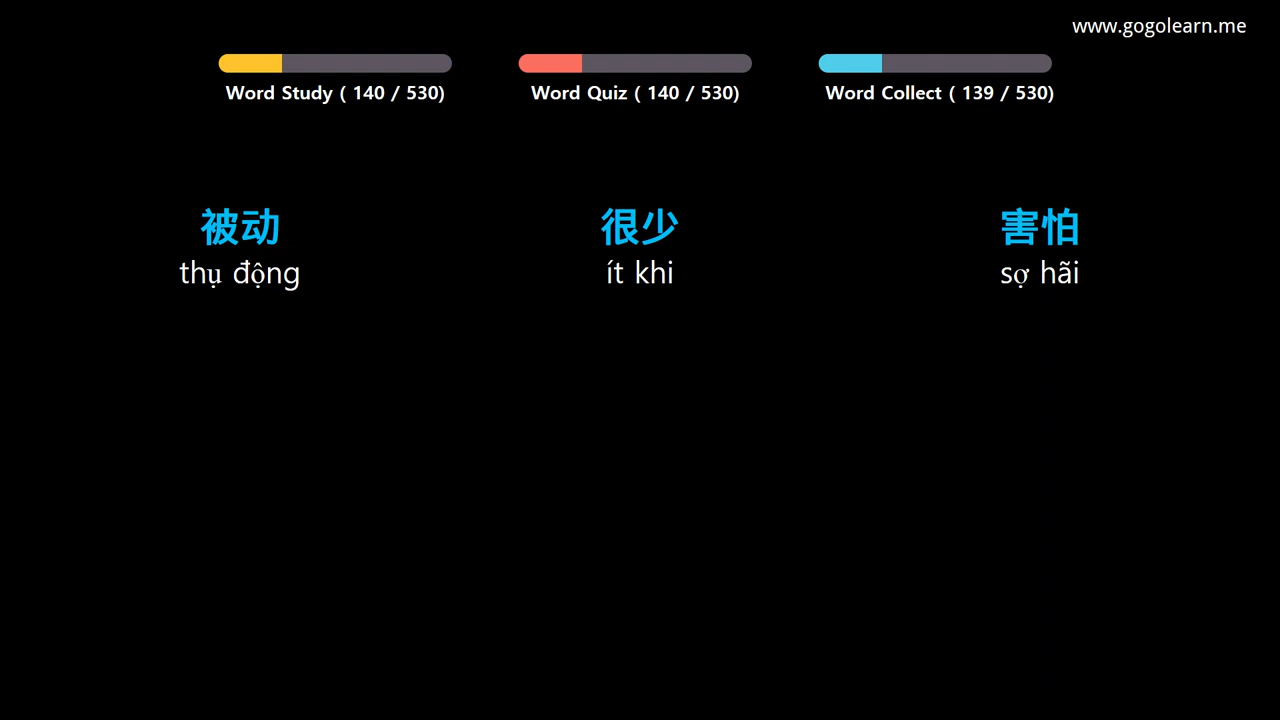 www.gogolearn.me
Word Study ( 140 / 530)
Word Quiz ( 140 / 530)
Word Collect ( 139 / 530)
被动
thụ động
很少
ít khi
害怕
sợ hãi